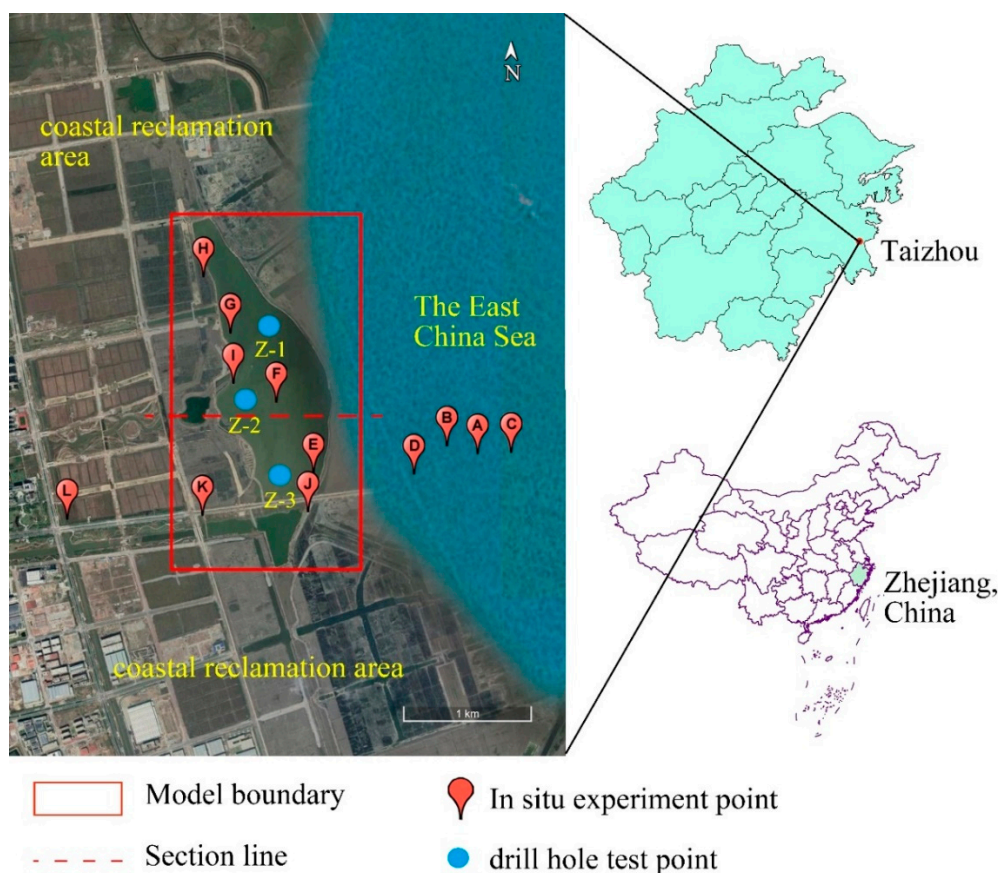 N
coastal reclamation
area
H
The East
China Sea
G
Z-1
I
F
Z-2
B
A
C
D
E
L
K
J
Z-3
coastal reclamation area
1 km
Taizhou
Zhejiang,
China
Model boundary
In situ experiment point
Section line
drill hole test point